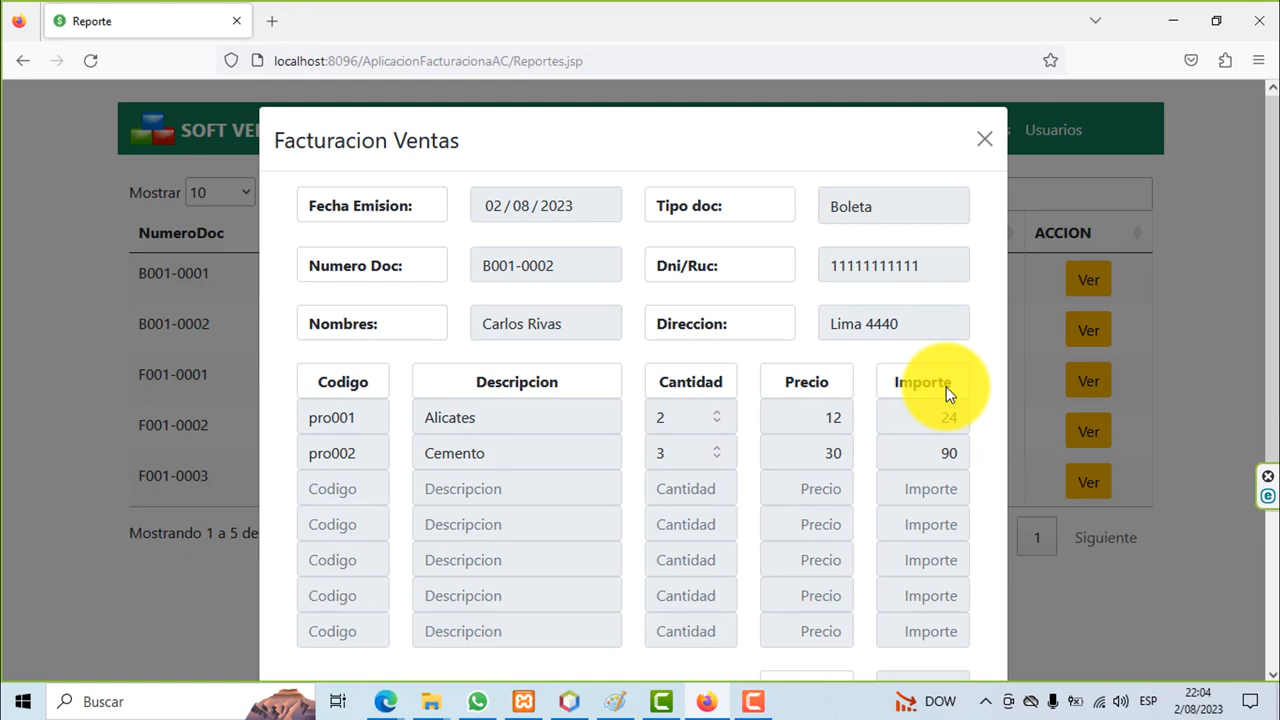 Reporte
localhost:8096/AplicacionFacturacionaAC/Reportes.jsp
SOFT VE
Usuarios
Facturacion Ventas
Mostrar 10
NumeroDoc
ACCION
B001-0001
Ver
B001-0002
Ver
F001-0001
Ver
F001-0002
Ver
F001-0003
Ver
Mostrando 1 a 5 de
1
Siguiente
Fecha Emision: 02/08/2023 Tipo doc: Boleta
Numero Doc: B001-0002 Dni/Ruc: 11111111111
Nombres: Carlos Rivas Direccion: Lima 4440
Codigo Descripcion Cantidad Precio Importe
pro001 Alicates 2 12 24
pro002 Cemento 3 30 90
Codigo Descripcion Cantidad Precio Importe
Codigo Descripcion Cantidad Precio Importe
Codigo Descripcion Cantidad Precio Importe
Codigo Descripcion Cantidad Precio Importe
Codigo Descripcion Cantidad Precio Importe
Buscar
DOW
ESP
22:04
2/08/2023